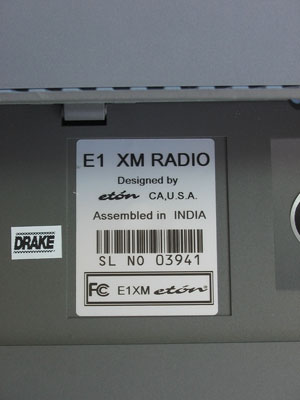 E1 XM RADIO
Designed by
etón CA,U.S.A.
Assembled in INDIA
DRAKE
SL NO 03941
FC E1XM etón